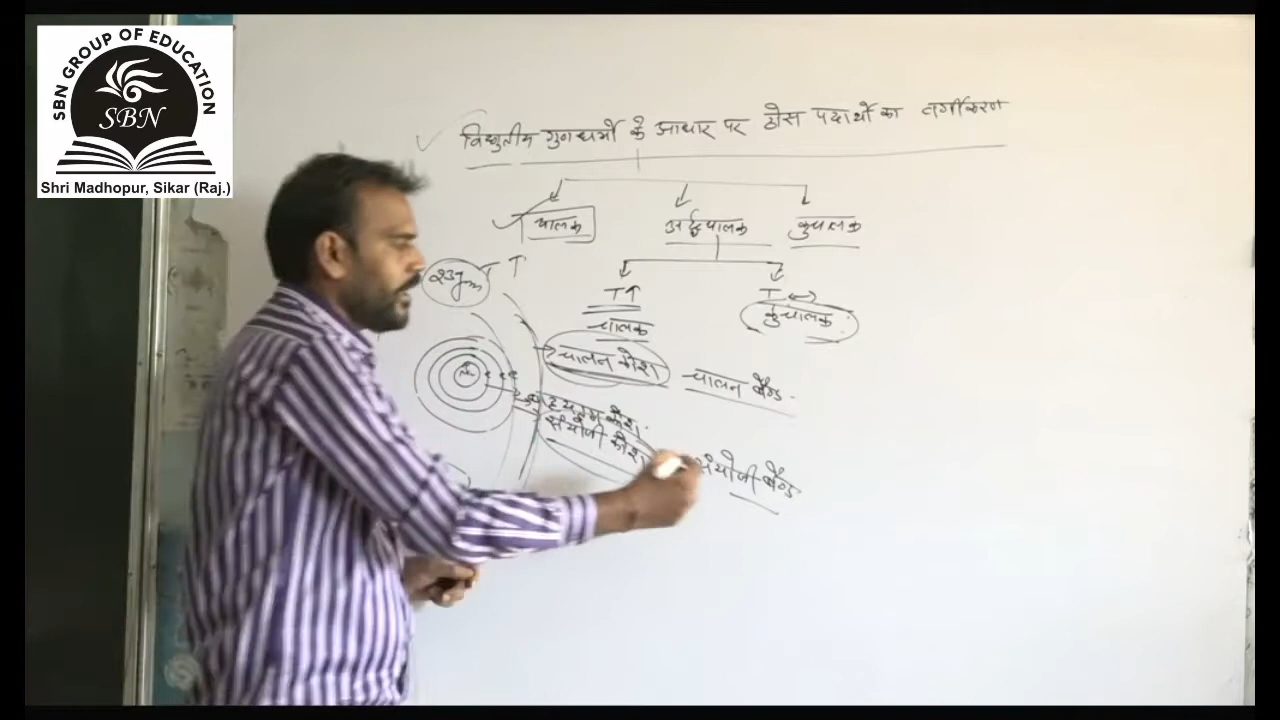 SBN GROUP OF EDUCATION
SBN
Shri Madhopur, Sikar (Raj.)
विद्युतीय गुणधर्मो के आधार पर ठोस पदार्थो का वर्गीकरण
चालक अर्द्धचालक कुचालक
T↑ T
चालक कुचालक
चालन कोश
चालन बैण्ड
संयोजी कोश
संयोजी बैण्ड